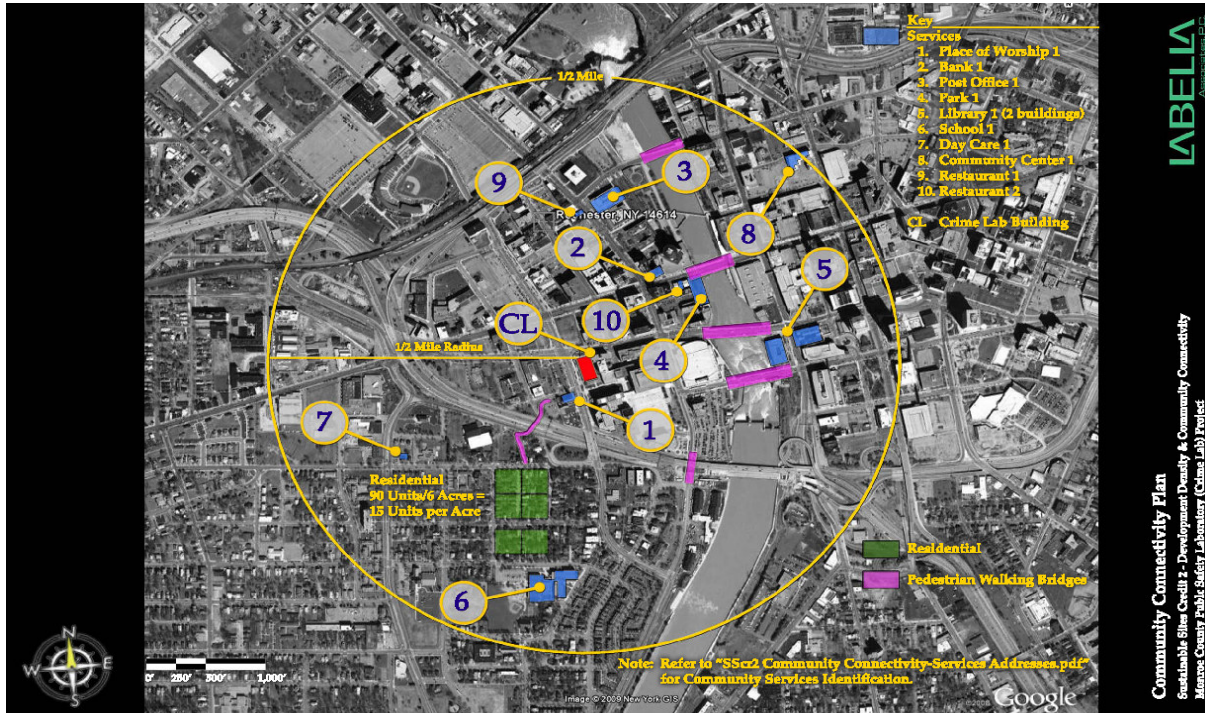 Key
Services
1. Place of Worship 1
2. Bank 1
3. Post Office 1
4. Park 1
5. Library 1 (2 buildings)
6. School 1
7. Day Care 1
8. Community Center 1
9. Restaurant 1
10. Restaurant 2
CL Crime Lab Building
1/2 Mile
3
9
Rochester, NY 14614
8
2
5
10
CL
4
1/2 Mile Radius
7
1
Residential
90 Units/6 Acres =
15 Units per Acre
6
Residential
Pedestrian Walking Bridges
N
W
E
S
0' 250' 500' 1,000'
Note: Refer to "SScr2 Community Connectivity-Services Addresses.pdf"
for Community Services Identification.
Image © 2009 New York GIS
Google
LABELLA
Associates P.C.
Community Connectivity Plan
Sustainable Sites Credit 2 - Development Density & Community Connectivity
Monroe County Public Safety Laboratory (Crime Lab) Project